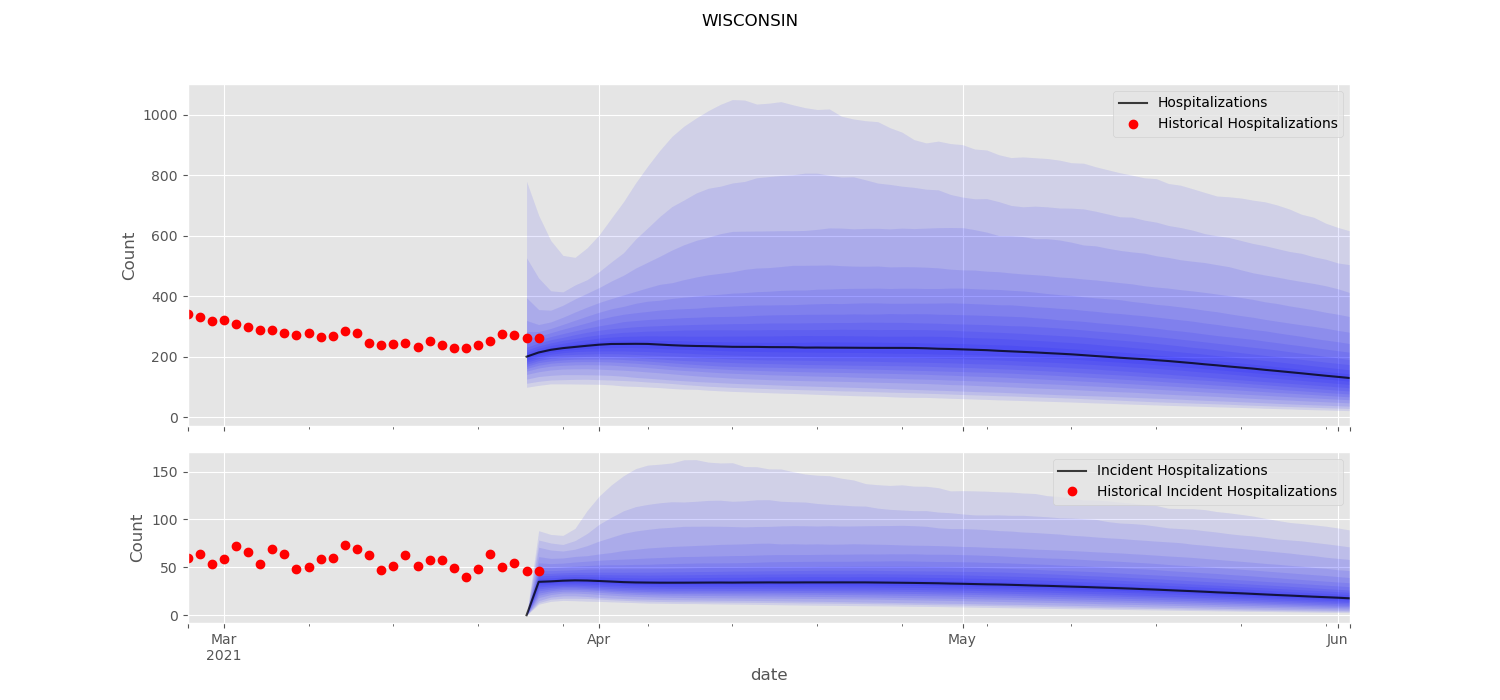 WISCONSIN
1000
800
600
400
200
0
Count
Hospitalizations
Historical Hospitalizations
150
100
50
0
Count
Incident Hospitalizations
Historical Incident Hospitalizations
Mar
2021
Apr
May
Jun
date